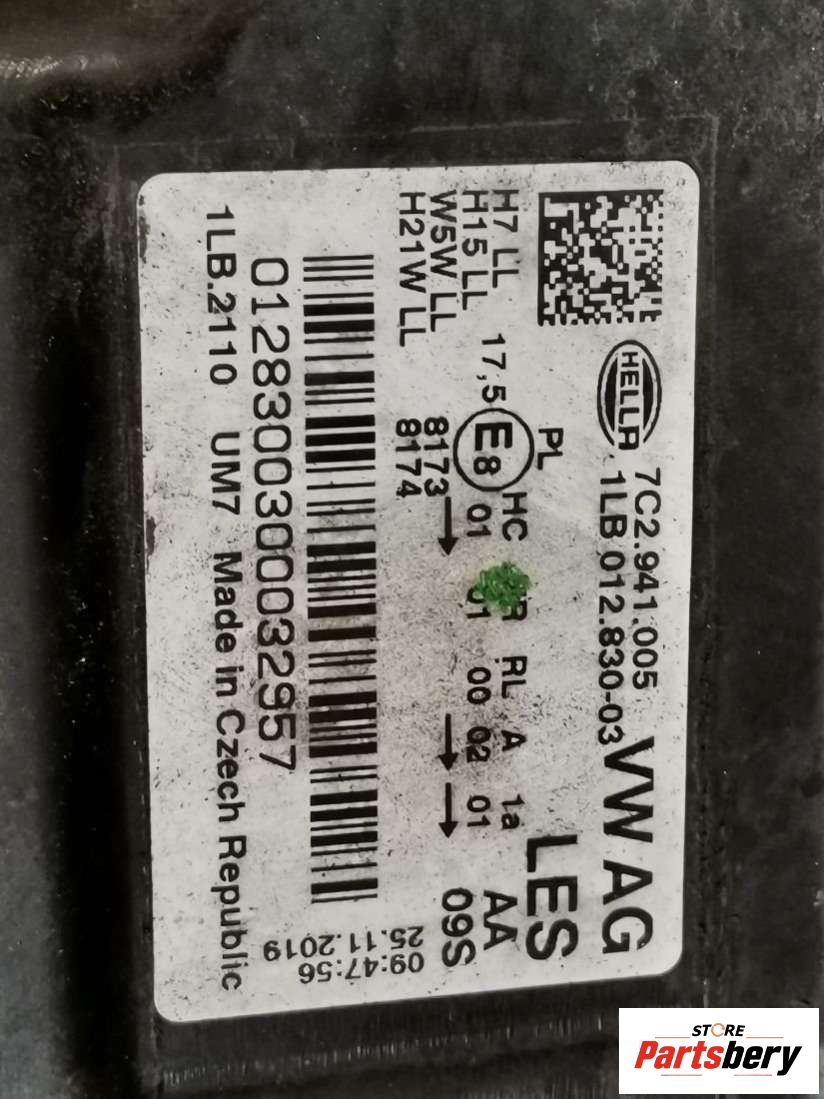 HELLA
7C2.941.005
1LB.012.830-03
VW AG
LES
PL
H7 LL
H15 LL
W5W LL
H21W LL
17,5
E8
HC R RL A 1a
01 01 00 02 01
8173
8174
AA
09S
09:47:56
25.11.2019
01283003000032957
1LB.2110 UM7 Made in Czech Republic
STORE
Partsbery